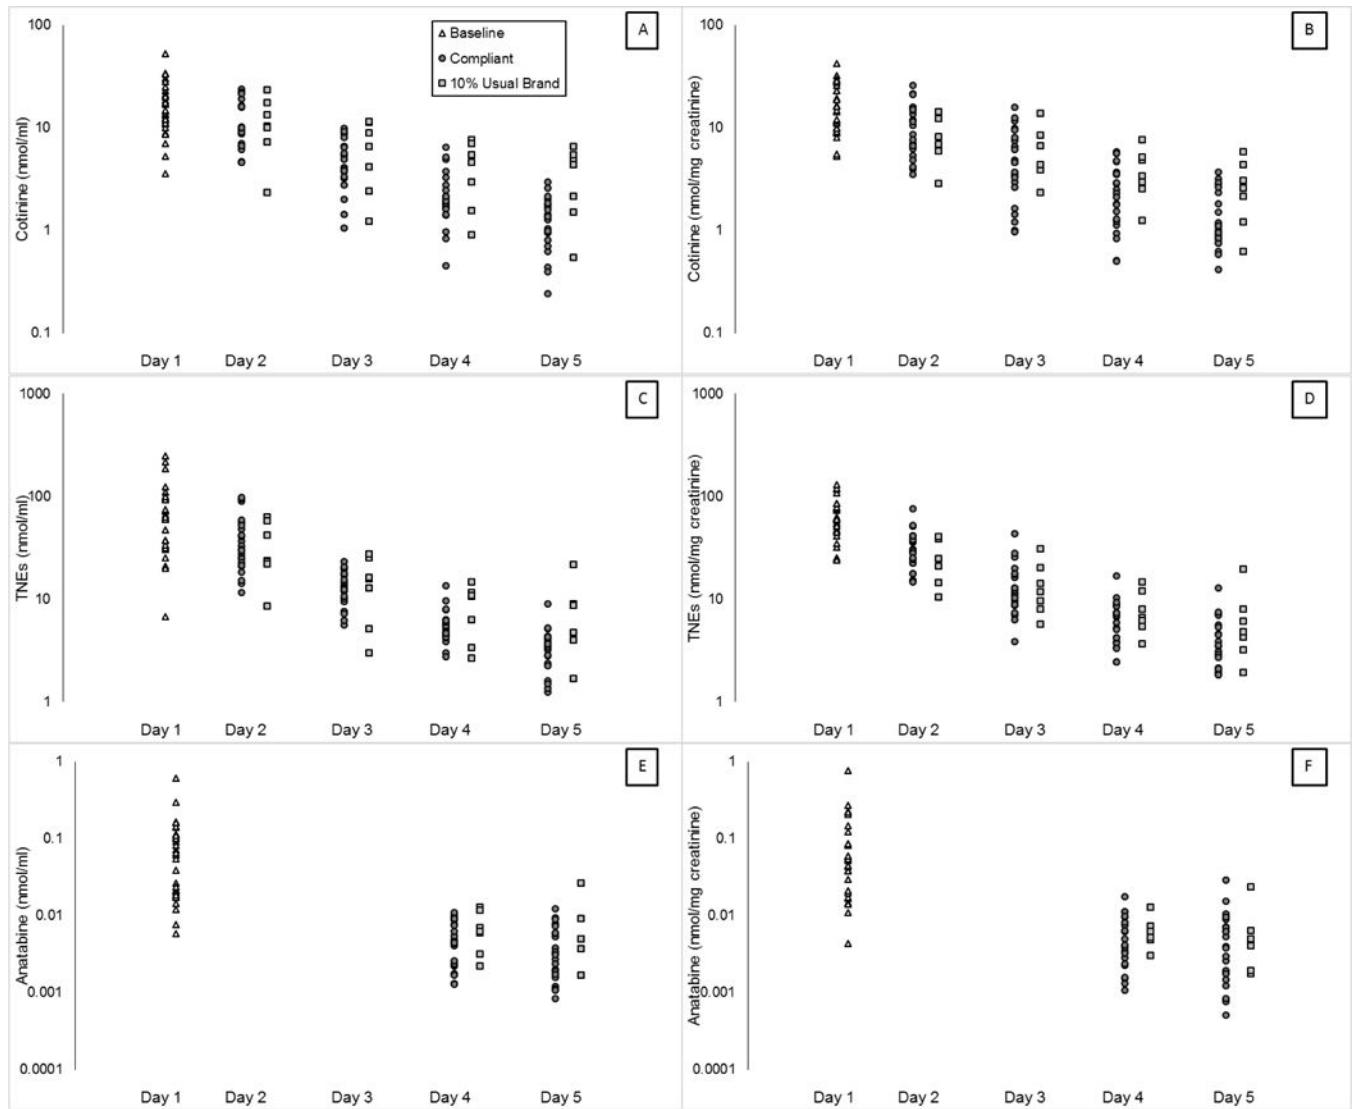 100
A
Baseline
Compliant
10% Usual Brand
10
1
0.1
Cotinine (nmol/ml)
Day 1 Day 2 Day 3 Day 4 Day 5
100
B
10
1
0.1
Cotinine (nmol/mg creatinine)
Day 1 Day 2 Day 3 Day 4 Day 5
1000
C
100
10
1
TNEs (nmol/ml)
Day 1 Day 2 Day 3 Day 4 Day 5
1000
D
100
10
1
TNEs (nmol/mg creatinine)
Day 1 Day 2 Day 3 Day 4 Day 5
1
E
0.1
0.01
0.001
0.0001
Anatabine (nmol/ml)
Day 1 Day 2 Day 3 Day 4 Day 5
1
F
0.1
0.01
0.001
0.0001
Anatabine (nmol/mg creatinine)
Day 1 Day 2 Day 3 Day 4 Day 5